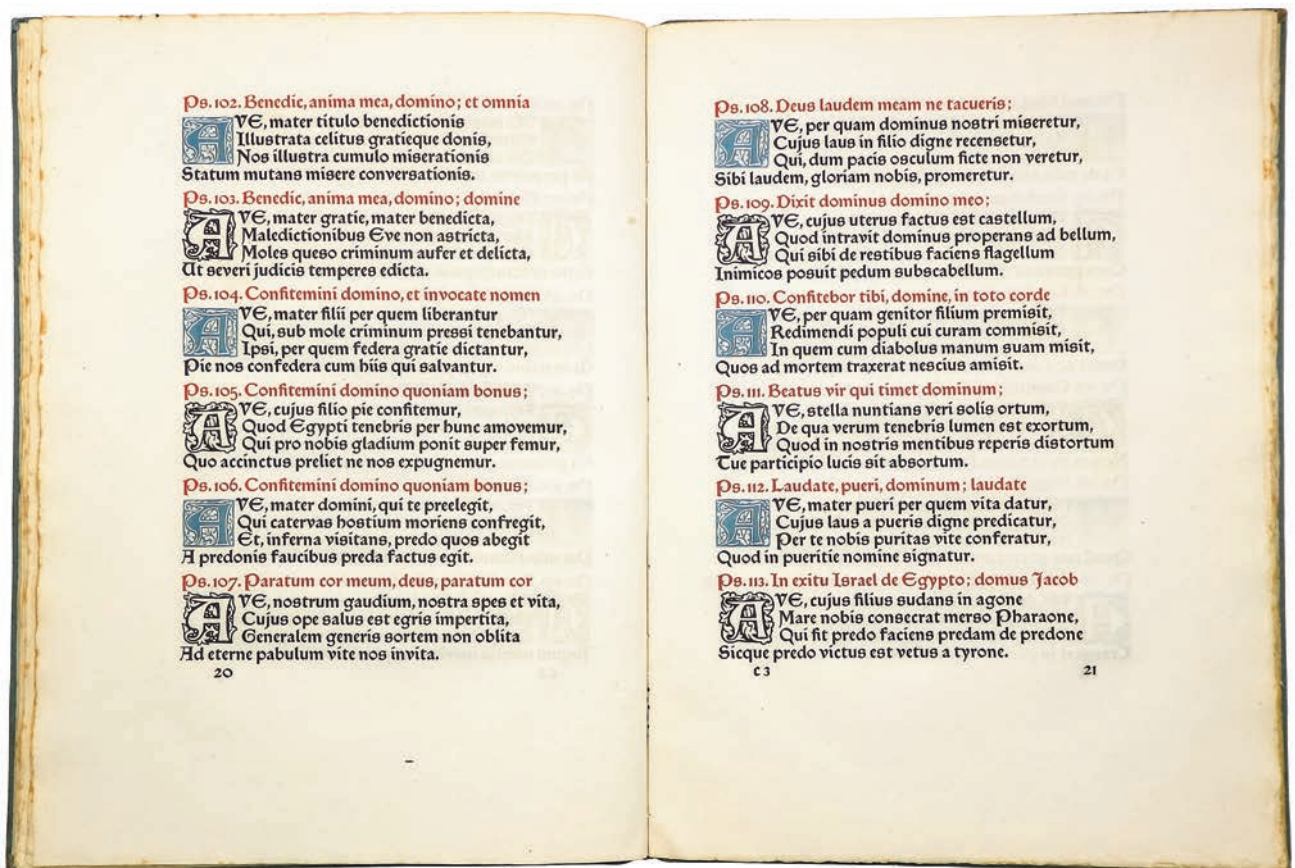 Ps. 102. Benedic, anima mea, domino; et omnia
AVE, mater titulo benedictionis
Illustrata celitus gratieque donis,
Nos illustra cumulo miserationis
Statum mutans misere conversationis.
Ps. 103. Benedic, anima mea, domino; domine
AVE, mater gratie, mater benedicta,
Maledictionibus Eve non astricta,
Moles queso criminum aufer et delicta,
Ut severi judicis temperes edicta.
Ps. 104. Confitemini domino, et invocate nomen
AVE, mater filii per quem liberantur
Qui, sub mole criminum pressi tenebantur,
Ipsi, per quem federa gratie dictantur,
Pie nos confedera cum hiis qui salvantur.
Ps. 105. Confitemini domino quoniam bonus;
AVE, cujus filio pie confitemur,
Quod Egypti tenebris per hunc amovemur,
Qui pro nobis gladium ponit super femur,
Quo accinctus preliet ne nos expugnemur.
Ps. 106. Confitemini domino quoniam bonus;
AVE, mater domini, qui te preelegit,
Qui catervas hostium moriens confregit,
Et, inferna visitans, predo quos abegit
A predonis faucibus preda factus egit.
Ps. 107. Paratum cor meum, deus, paratum cor
AVE, nostrum gaudium, nostra spes et vita,
Cujus ope salus est egris impertita,
Generalem generis sortem non oblita
Ad eterne pabulum vite nos invita.
20
Ps. 108. Deus laudem meam ne tacueris;
AVE, per quam dominus nostri miseretur,
Cujus laus in filio digne recensetur,
Qui, dum pacis osculum ficte non veretur,
Sibi laudem, gloriam nobis, promeretur.
Ps. 109. Dixit dominus domino meo;
AVE, cujus uterus factus est castellum,
Quod intravit dominus properans ad bellum,
Qui sibi de restibus faciens flagellum
Inimicos posuit pedum subscabellum.
Ps. 110. Confitebor tibi, domine, in toto corde
AVE, per quam genitor filium premisit,
Redimendi populi cui curam commisit,
In quem cum diabolus manum suam misit,
Quos ad mortem traxerat nescius amisit.
Ps. 111. Beatus vir qui timet dominum;
AVE, stella nuntians veri solis ortum,
De qua verum tenebris lumen est exortum,
Quod in nostris mentibus reperis distortum
Tue participio lucis sit absortum.
Ps. 112. Laudate, pueri, dominum; laudate
AVE, mater pueri per quem vita datur,
Cujus laus a pueris digne predicatur,
Per te nobis puritas vite conferatur,
Quod in pueritie nomine signatur.
Ps. 113. In exitu Israel de Egypto; domus Jacob
AVE, cujus filius sudans in agone
Mare nobis consecrat merso Pharaone,
Qui fit predo faciens predam de predone
Sicque predo victus est vetus a tyrone.
c 3 21